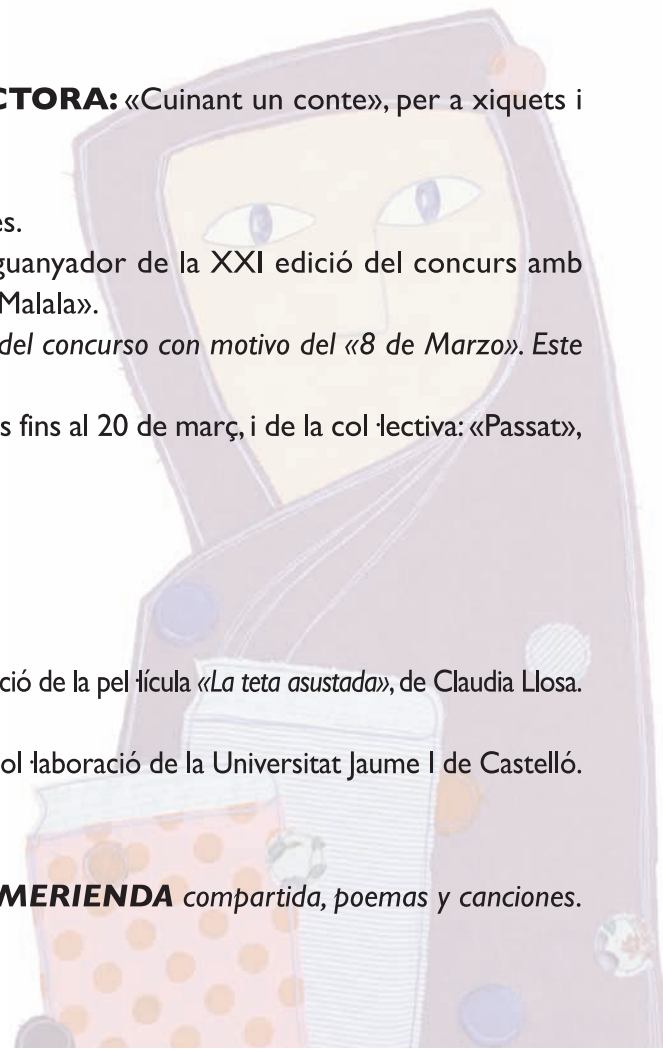 CTORA: «Cuinant un conte», per a xiquets i
es.
guanyador de la XXI edició del concurs amb
Malala».
del concurso con motivo del «8 de Marzo». Este
s fins al 20 de març, i de la col·lectiva: «Passat»,
ció de la pel·lícula «La teta asustada», de Claudia Llosa.
ol·laboració de la Universitat Jaume I de Castelló.
MERIENDA compartida, poemas y canciones.